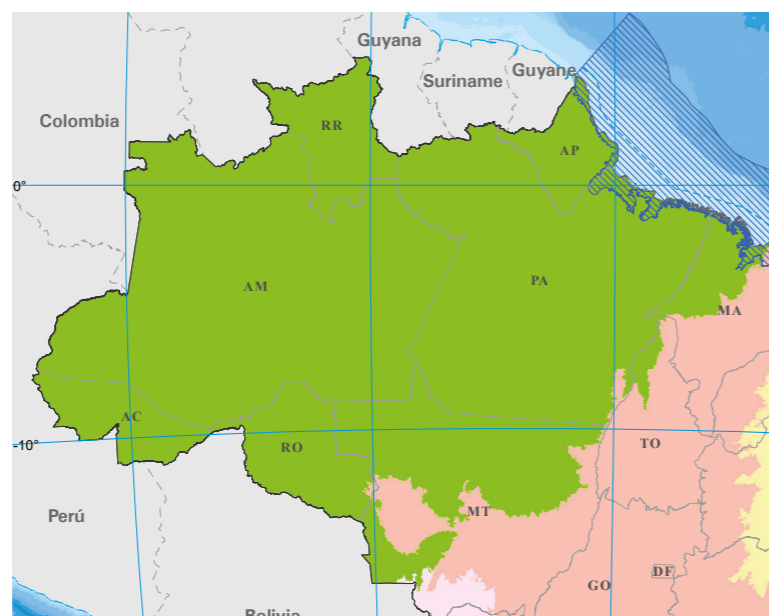 Guyana
Suriname
Guyane
Colombia
RR
AP
0°
AM
PA
MA
AC
-10°
RO
TO
Perú
MT
DF
GO
Bolivia